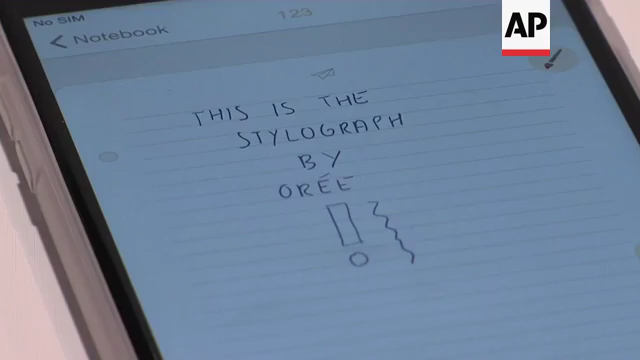 No SIM
123
Notebook
AP
THIS IS THE
STYLOGRAPH
BY
ORÉE
!